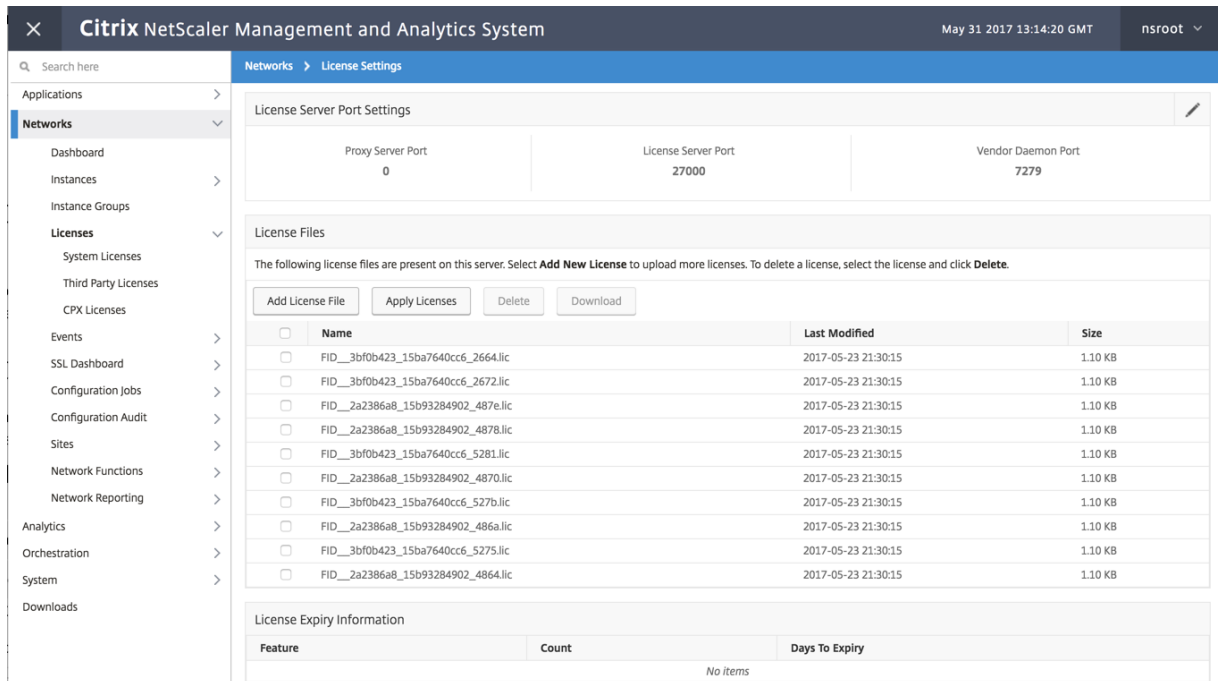 Citrix NetScaler Management and Analytics System
May 31 2017 13:14:20 GMT
nsroot
Search here
Networks > License Settings
Applications
Networks
Dashboard
Instances
Instance Groups
Licenses
System Licenses
Third Party Licenses
CPX Licenses
Events
SSL Dashboard
Configuration Jobs
Configuration Audit
Sites
Network Functions
Network Reporting
Analytics
Orchestration
System
Downloads
License Server Port Settings
Proxy Server Port License Server Port Vendor Daemon Port
0 27000 7279
License Files
The following license files are present on this server. Select Add New License to upload more licenses. To delete a license, select the license and click Delete.
Add License File Apply Licenses Delete Download
Name Last Modified Size
FID__3bf0b423_15ba7640cc6_2664.lic 2017-05-23 21:30:15 1.10 KB
FID__3bf0b423_15ba7640cc6_2672.lic 2017-05-23 21:30:15 1.10 KB
FID__2a2386a8_15b93284902_487e.lic 2017-05-23 21:30:15 1.10 KB
FID__2a2386a8_15b93284902_4878.lic 2017-05-23 21:30:15 1.10 KB
FID__3bf0b423_15ba7640cc6_5281.lic 2017-05-23 21:30:15 1.10 KB
FID__2a2386a8_15b93284902_4870.lic 2017-05-23 21:30:15 1.10 KB
FID__3bf0b423_15ba7640cc6_527b.lic 2017-05-23 21:30:15 1.10 KB
FID__2a2386a8_15b93284902_486a.lic 2017-05-23 21:30:15 1.10 KB
FID__3bf0b423_15ba7640cc6_5275.lic 2017-05-23 21:30:15 1.10 KB
FID__2a2386a8_15b93284902_4864.lic 2017-05-23 21:30:15 1.10 KB
License Expiry Information
Feature Count Days To Expiry
No items